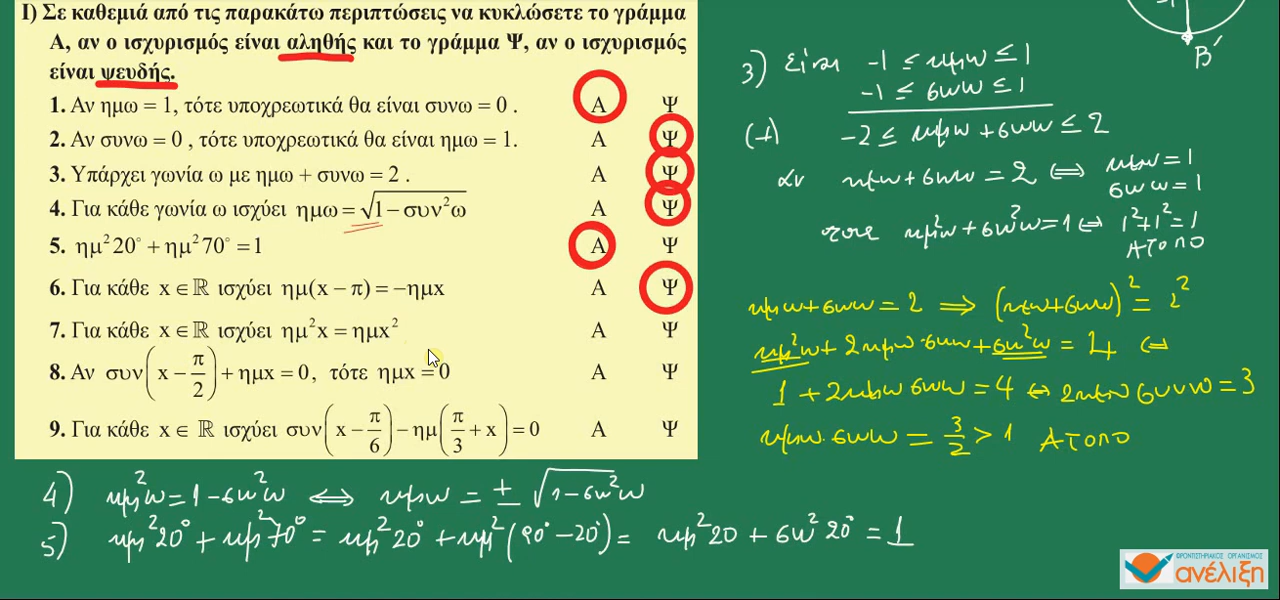 Ι) Σε καθεμιά από τις παρακάτω περιπτώσεις να κυκλώσετε το γράμμα
Α, αν ο ισχυρισμός είναι αληθής και το γράμμα Ψ, αν ο ισχυρισμός
είναι ψευδής.
1. Αν ημω = 1, τότε υποχρεωτικά θα είναι συνω = 0 . Α Ψ
2. Αν συνω = 0 , τότε υποχρεωτικά θα είναι ημω = 1. Α Ψ
3. Υπάρχει γωνία ω με ημω + συνω = 2 . Α Ψ
4. Για κάθε γωνία ω ισχύει ημω = √(1 − συν²ω) Α Ψ
5. ημ²20° + ημ²70° = 1 Α Ψ
6. Για κάθε x ∈ ℝ ισχύει ημ(x − π) = −ημx Α Ψ
7. Για κάθε x ∈ ℝ ισχύει ημ²x = ημx² Α Ψ
8. Αν συν(x − π/2) + ημx = 0, τότε ημx = 0 Α Ψ
9. Για κάθε x ∈ ℝ ισχύει συν(x − π/6) − ημ(π/3 + x) = 0 Α Ψ
Β′
3) Είναι −1 ≤ ημω ≤ 1
−1 ≤ συνω ≤ 1
(+) −2 ≤ ημω + συνω ≤ 2
αν ημω + συνω = 2 ⇔ ημω = 1
συνω = 1
τοτε ημ²ω + συν²ω = 1 ⇔ 1² + 1² = 1
ΑΤΟΠΟ
ημω + συνω = 2 ⇒ (ημω + συνω)² = 2²
ημ²ω + 2ημω·συνω + συν²ω = 4 ⇔
1 + 2ημω συνω = 4 ⇔ 2ημω συνω = 3
ημω·συνω = 3/2 > 1 ΑΤΟΠΟ
4) ημ²ω = 1 − συν²ω ⇔ ημω = ± √(1 − συν²ω)
5) ημ²20° + ημ²70° = ημ²20° + ημ²(90° − 20°) = ημ²20 + συν²20° = 1
ΦΡΟΝΤΙΣΤΗΡΙΑΚΟΣ ΟΡΓΑΝΙΣΜΟΣ
ανέλιξη